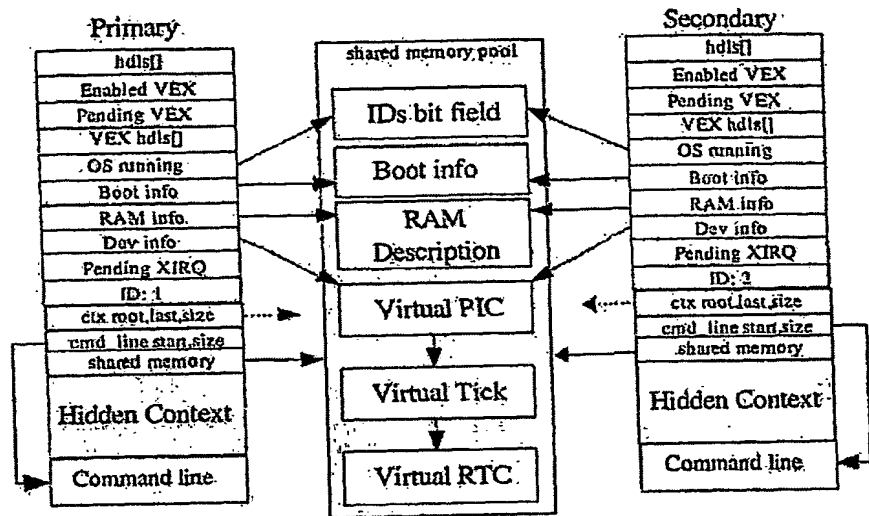 Primary
hdls[]
Enabled VEX
Pending VEX
VEX hdls[]
OS running
Boot info
RAM info.
Dev info
Pending XIRQ
ID: 1
ctx root,last,size
cmd_line start,size
shared memory
Hidden Context
Command line
shared memory pool
IDs bit field
Boot info
RAM
Description
Virtual PIC
Virtual Tick
Virtual RTC
Secondary
hdls[]
Enabled VEX
Pending VEX
VEX hdls[]
OS running
Boot info
RAM info
Dev info
Pending XIRQ
ID: 2
ctx root,last,size
cmd_line start,size
shared memory
Hidden Context
Command line